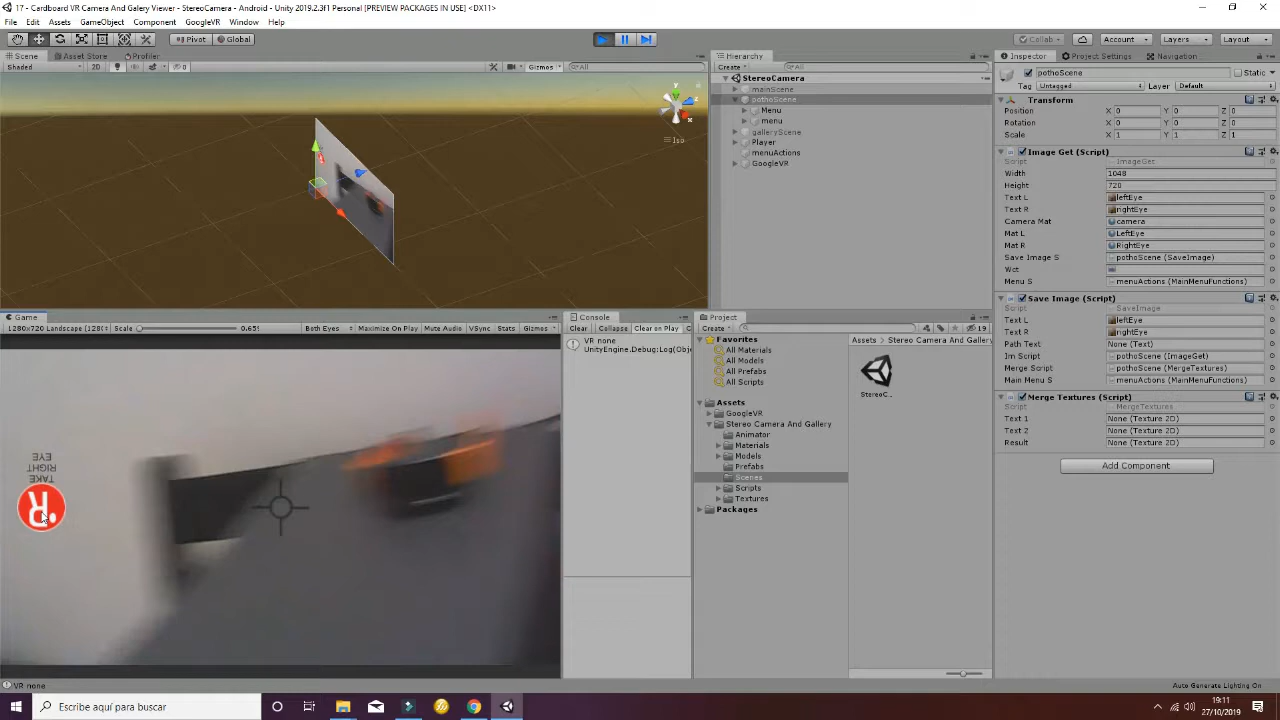 17 - Cardboard VR Camera And Galery Viewer - StereoCamera - Android - Unity 2019.2.3f1 Personal [PREVIEW PACKAGES IN USE] <DX11>
File Edit Assets GameObject Component GoogleVR Window Help
Pivot Global Collab Account Layers Layout
Scene Asset Store Profiler
Shaded 2D 0 Gizmos All
y
z
x
Iso
Hierarchy
Create All
StereoCamera
mainScene
pothoScene
Menu
menu
galleryScene
Player
menuActions
GoogleVR
Inspector Project Settings Navigation
pothoScene Static
Tag Untagged Layer Default
Transform
Position X 0 Y 0 Z 0
Rotation X 0 Y 0 Z 0
Scale X 1 Y 1 Z 1
Image Get (Script)
Script ImageGet
Width 1048
Height 720
Text L leftEye
Text R rightEye
Camera Mat camera
Mat L LeftEye
Mat R RightEye
Save Image S pothoScene (SaveImage)
Wct
Menu S menuActions (MainMenuFunctions)
Save Image (Script)
Script SaveImage
Text L leftEye
Text R rightEye
Path Text None (Text)
Im Script pothoScene (ImageGet)
Merge Script pothoScene (MergeTextures)
Main Menu S menuActions (MainMenuFunctions)
Merge Textures (Script)
Script MergeTextures
Text 1 None (Texture 2D)
Text 2 None (Texture 2D)
Result None (Texture 2D)
Add Component
Game
1280x720 Landscape (128( Scale 0.65! Both Eyes Maximize On Play Mute Audio VSync Stats Gizmos
TAKE
RIGHT
EYE
R
Console
Clear Collapse Clear on Play
VR none
UnityEngine.Debug:Log(Obj
Project
Create 19
Favorites
All Materials
All Models
All Prefabs
All Scripts
Assets
GoogleVR
Stereo Camera And Gallery
Animator
Materials
Models
Prefabs
Scenes
Scripts
Textures
Packages
Assets Stereo Camera And Gallery
StereoC...
VR none
Auto Generate Lighting On
Escribe aquí para buscar
19:11
27/10/2019